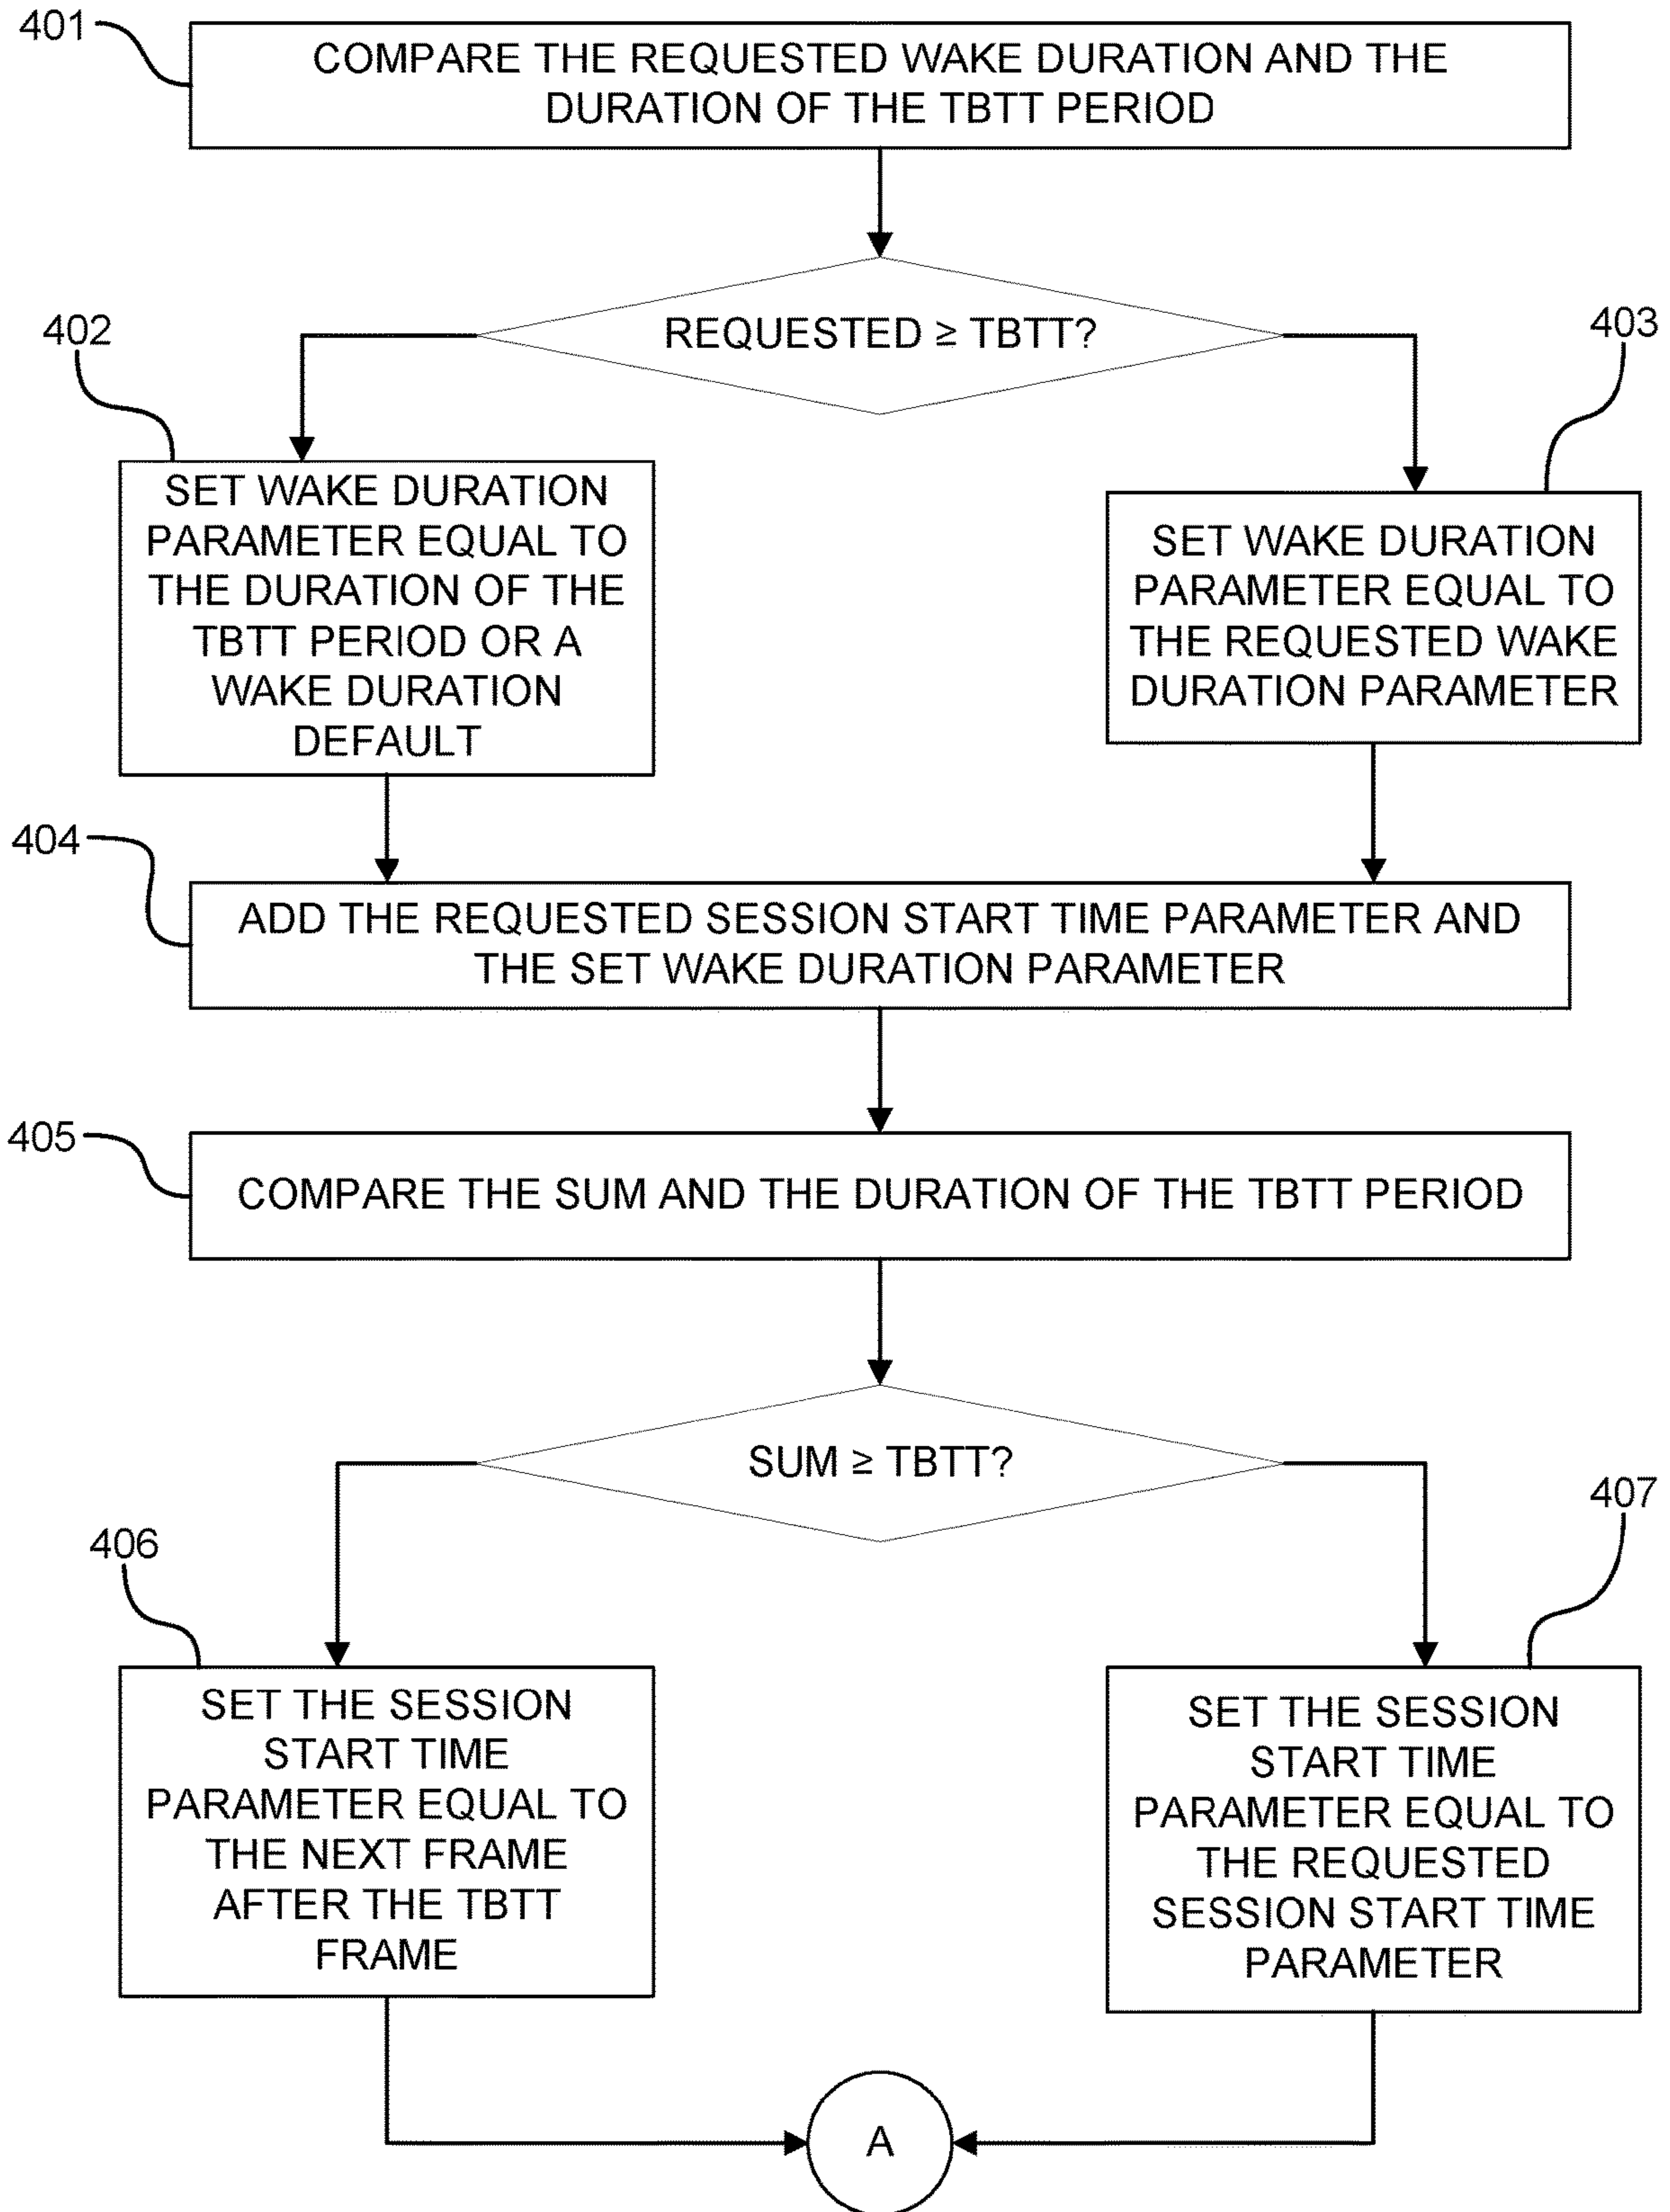 401
COMPARE THE REQUESTED WAKE DURATION AND THE
DURATION OF THE TBTT PERIOD
REQUESTED ≥ TBTT?
402
403
SET WAKE DURATION
PARAMETER EQUAL TO
THE DURATION OF THE
TBTT PERIOD OR A
WAKE DURATION
DEFAULT
SET WAKE DURATION
PARAMETER EQUAL TO
THE REQUESTED WAKE
DURATION PARAMETER
404
ADD THE REQUESTED SESSION START TIME PARAMETER AND
THE SET WAKE DURATION PARAMETER
405
COMPARE THE SUM AND THE DURATION OF THE TBTT PERIOD
SUM ≥ TBTT?
406
407
SET THE SESSION
START TIME
PARAMETER EQUAL TO
THE NEXT FRAME
AFTER THE TBTT
FRAME
SET THE SESSION
START TIME
PARAMETER EQUAL TO
THE REQUESTED
SESSION START TIME
PARAMETER
A